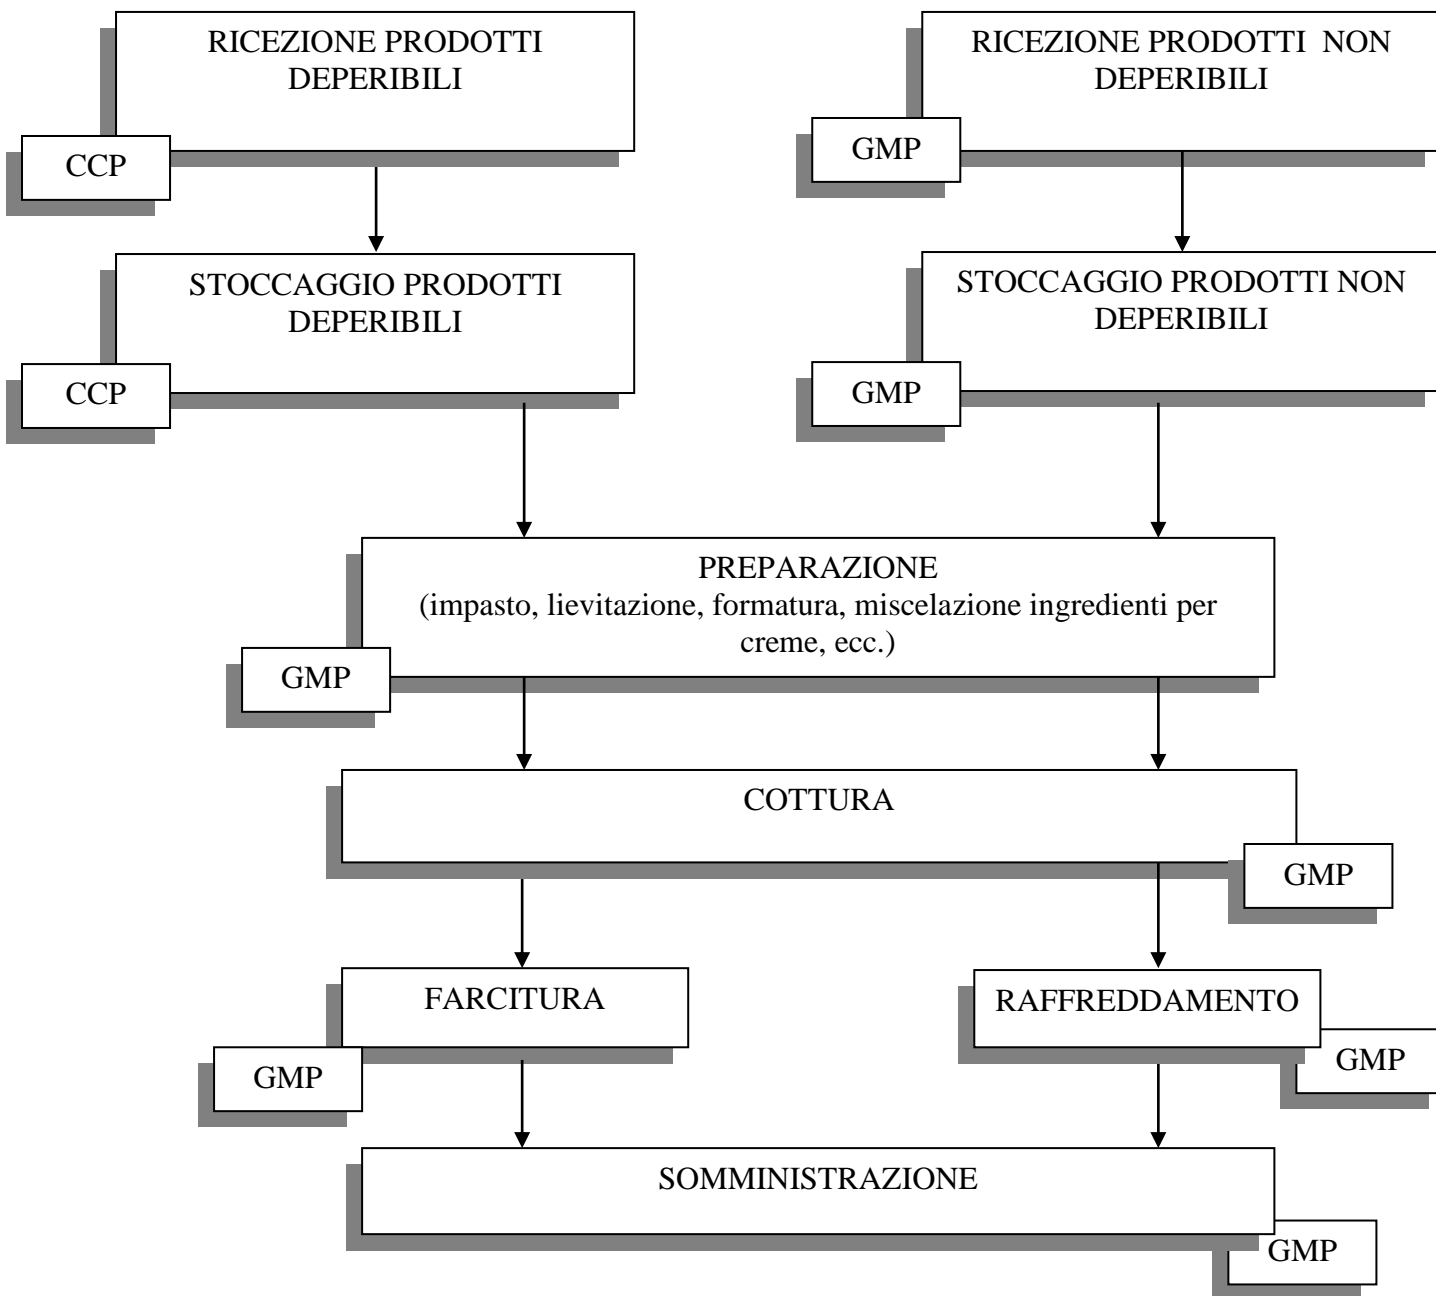 RICEZIONE PRODOTTI
DEPERIBILI
CCP
RICEZIONE PRODOTTI  NON
DEPERIBILI
GMP
STOCCAGGIO PRODOTTI
DEPERIBILI
CCP
STOCCAGGIO PRODOTTI NON
DEPERIBILI
GMP
PREPARAZIONE
(impasto, lievitazione, formatura, miscelazione ingredienti per
creme, ecc.)
GMP
COTTURA
GMP
FARCITURA
GMP
RAFFREDDAMENTO
GMP
SOMMINISTRAZIONE
GMP